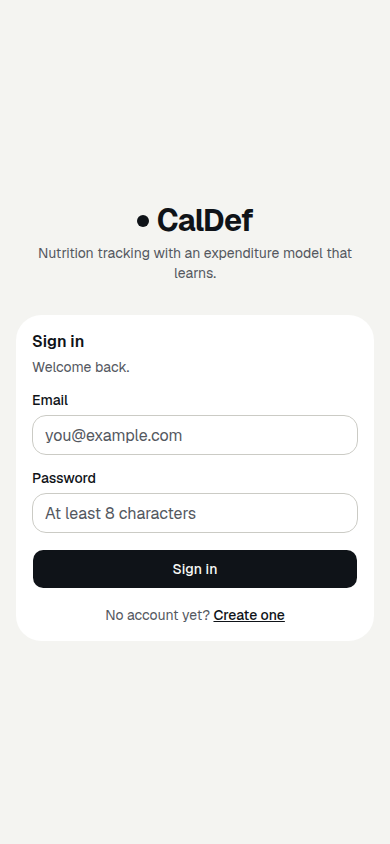 CalDef
Nutrition tracking with an expenditure model that
learns.
Sign in
Welcome back.
Email
you@example.com
Password
At least 8 characters
Sign in
No account yet? Create one